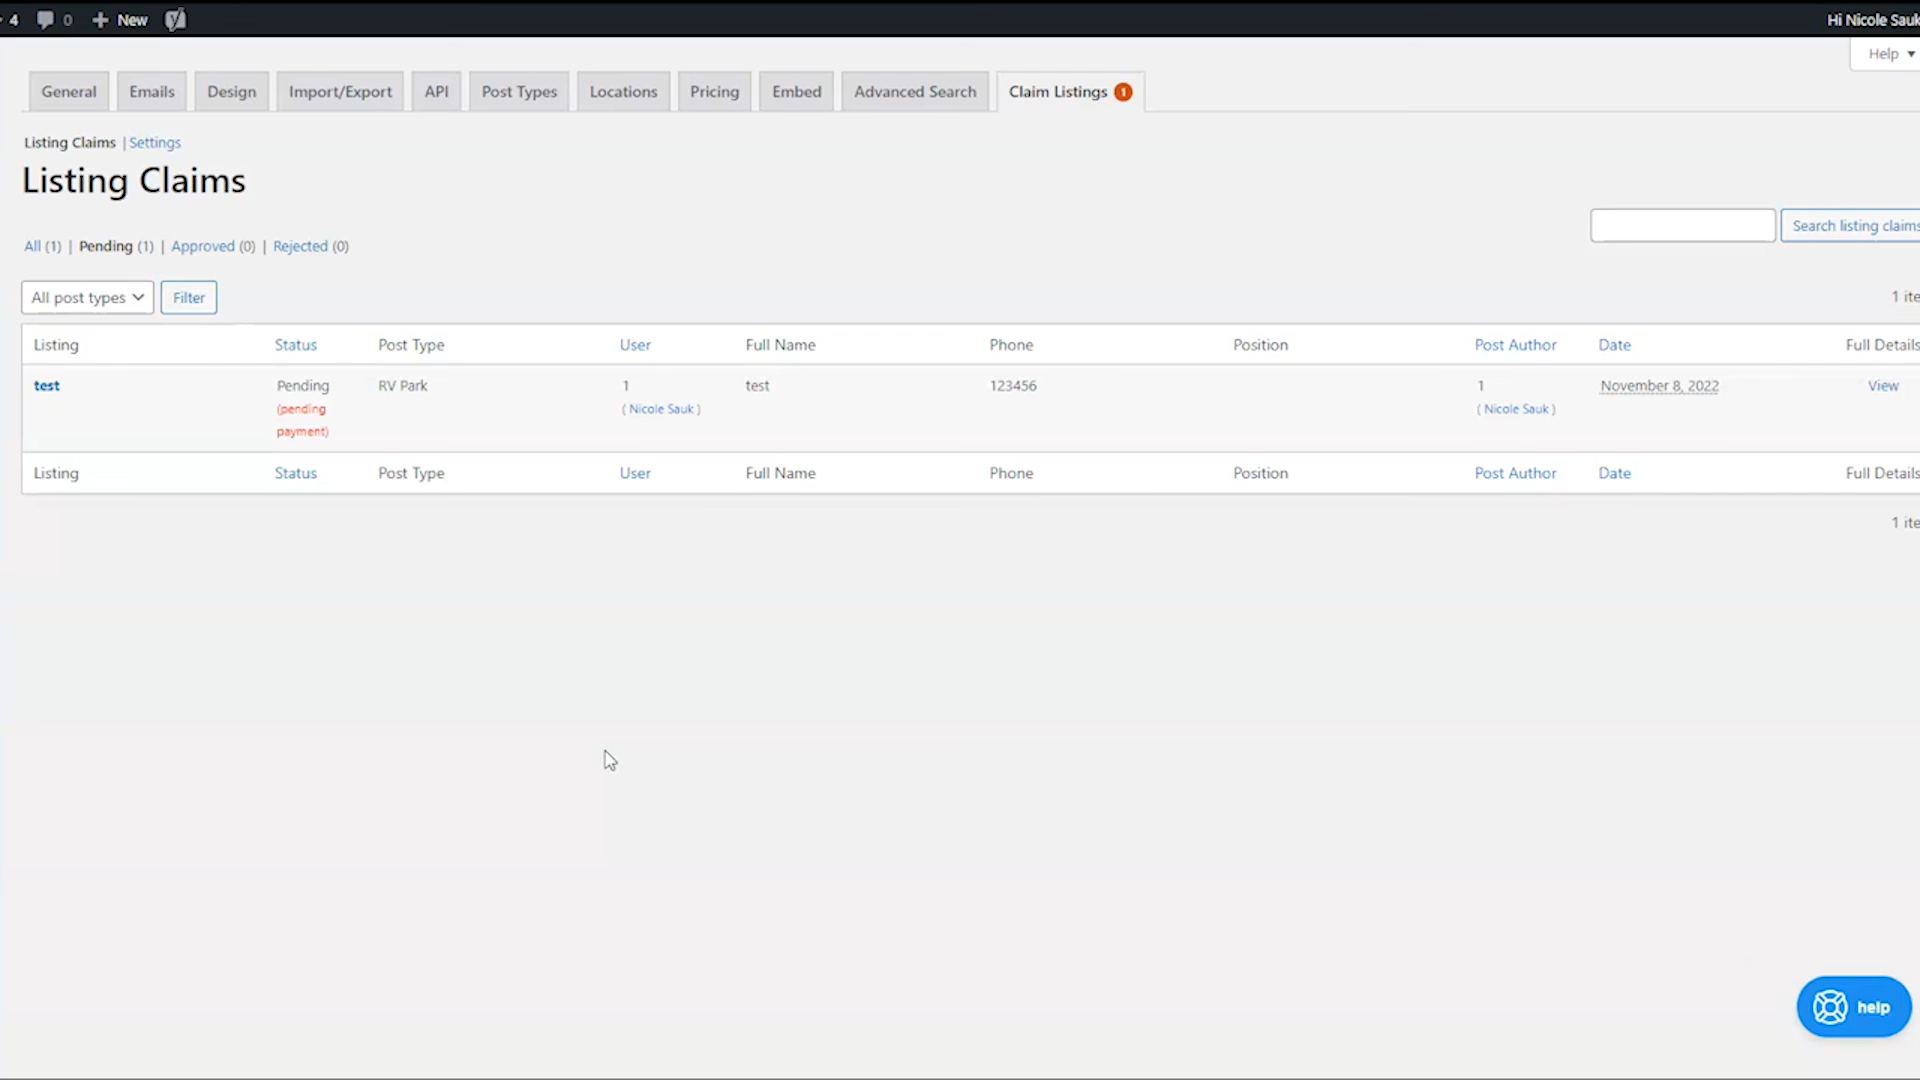 4 0 New Hi Nicole Sauk
Help
General Emails Design Import/Export API Post Types Locations Pricing Embed Advanced Search Claim Listings 1
Listing Claims | Settings
Listing Claims
Search listing claims
All (1) | Pending (1) | Approved (0) | Rejected (0)
All post types Filter 1 ite
Listing Status Post Type User Full Name Phone Position Post Author Date Full Details
test Pending RV Park 1 test 123456 1 November 8, 2022 View
(pending ( Nicole Sauk ) ( Nicole Sauk )
payment)
Listing Status Post Type User Full Name Phone Position Post Author Date Full Details
1 ite
help